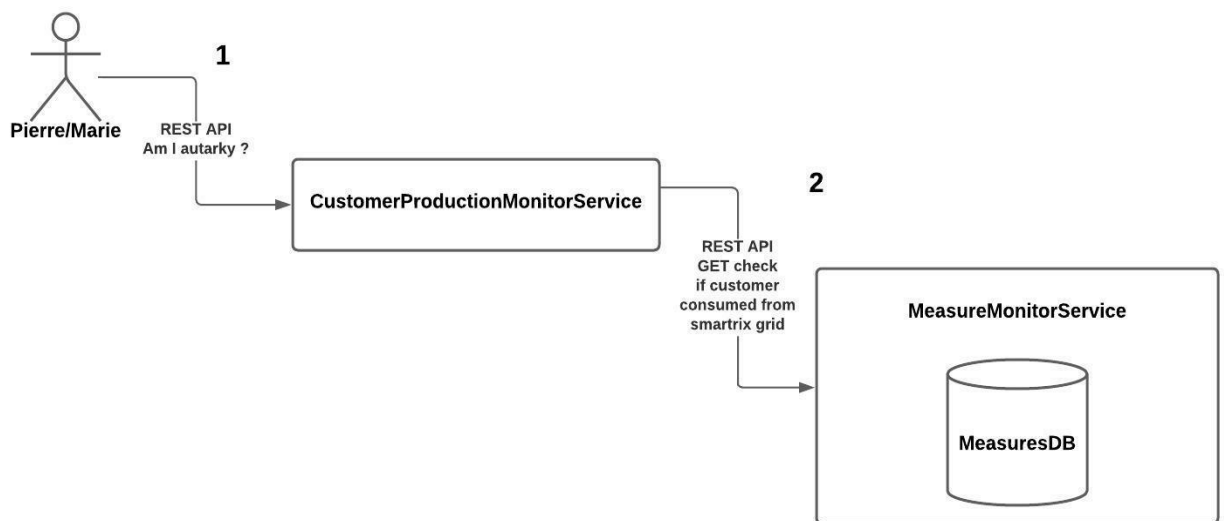 1
Pierre/Marie
REST API
Am I autarky ?
CustomerProductionMonitorService
2
REST API
GET check
if customer
consumed from
smartrix grid
MeasureMonitorService
MeasuresDB